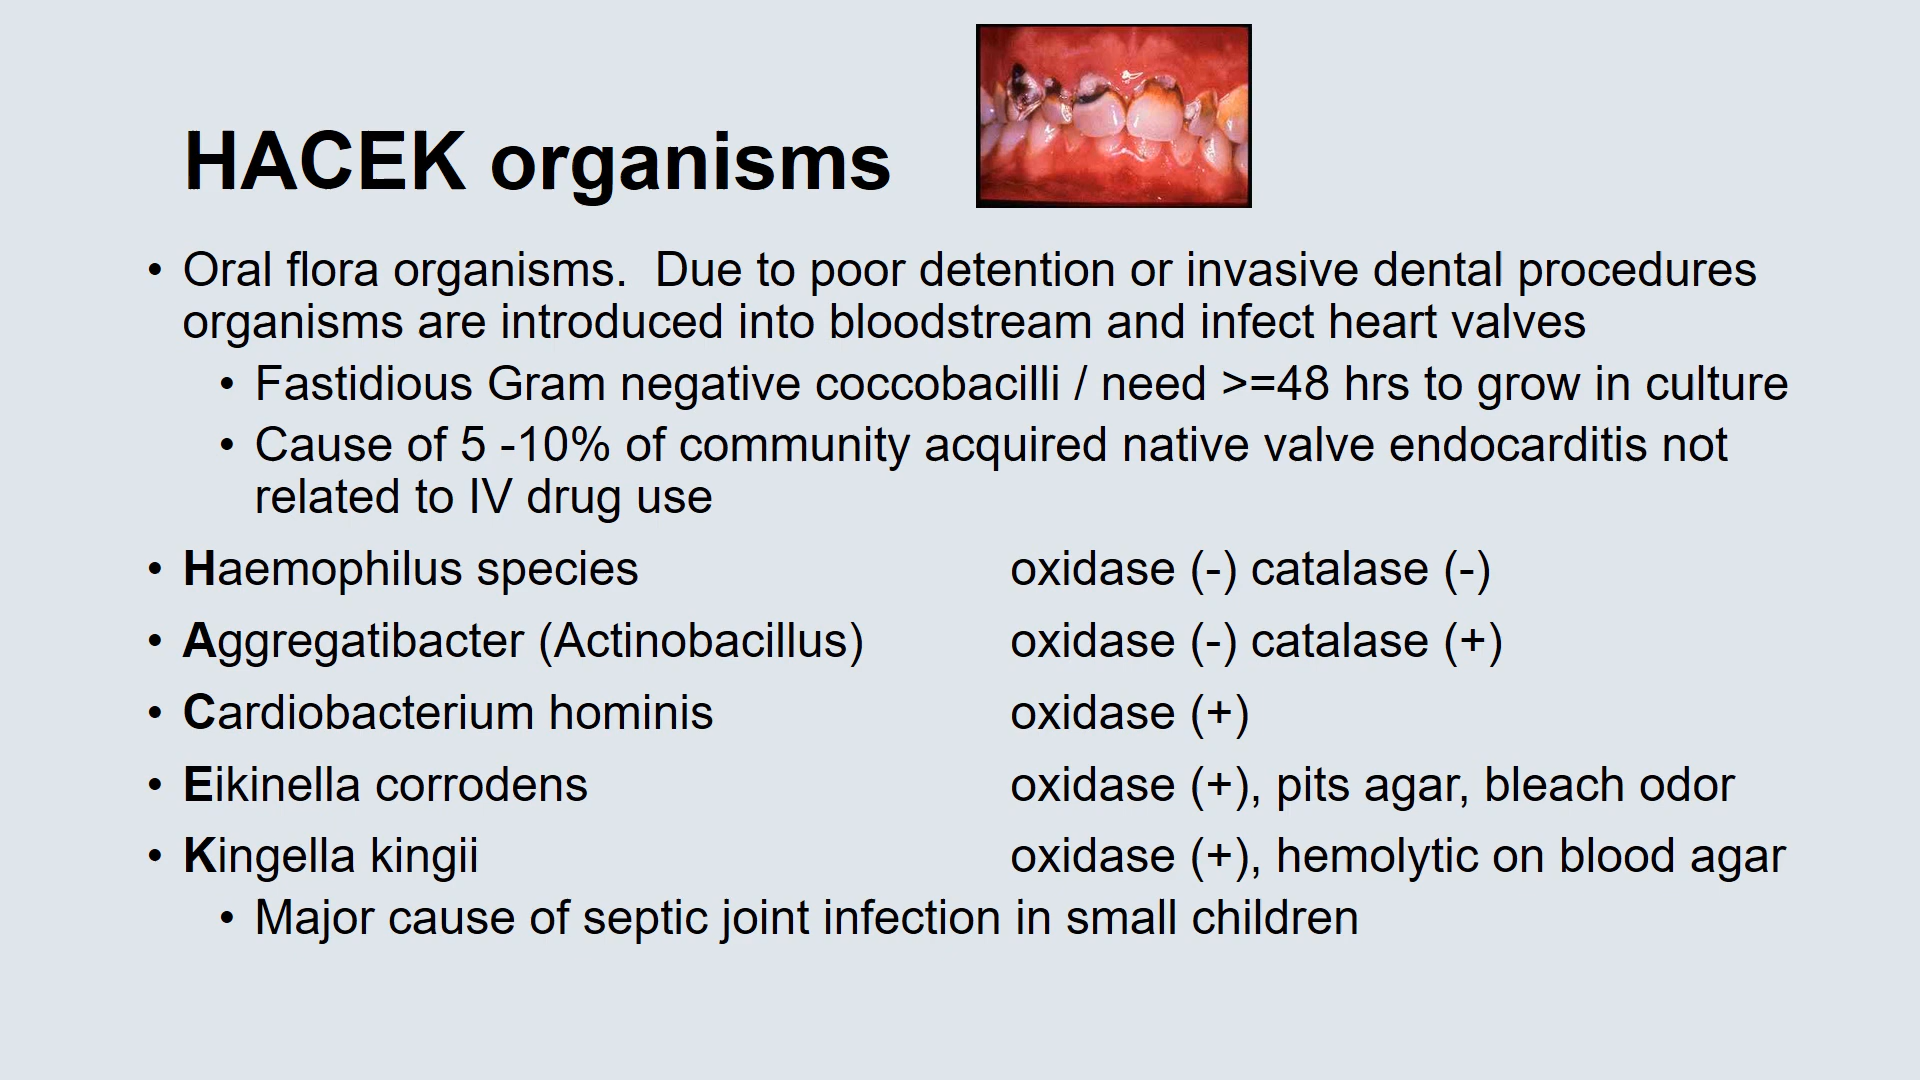 HACEK organisms
• Oral flora organisms.  Due to poor detention or invasive dental procedures
organisms are introduced into bloodstream and infect heart valves
• Fastidious Gram negative coccobacilli / need >=48 hrs to grow in culture
• Cause of 5 -10% of community acquired native valve endocarditis not
related to IV drug use
• Haemophilus species oxidase (-) catalase (-)
• Aggregatibacter (Actinobacillus) oxidase (-) catalase (+)
• Cardiobacterium hominis oxidase (+)
• Eikinella corrodens oxidase (+), pits agar, bleach odor
• Kingella kingii oxidase (+), hemolytic on blood agar
• Major cause of septic joint infection in small children